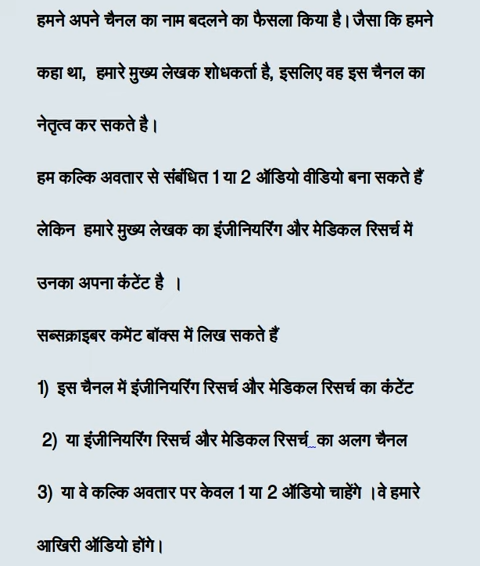 हमने अपने चैनल का नाम बदलने का फैसला किया है। जैसा कि हमने
कहा था,  हमारे मुख्य लेखक शोधकर्ता है, इसलिए वह इस चैनल का
नेतृत्व कर सकते है।
हम कल्कि अवतार से संबंधित 1 या 2 ऑडियो वीडियो बना सकते हैं
लेकिन  हमारे मुख्य लेखक का इंजीनियरिंग और मेडिकल रिसर्च में
उनका अपना कंटेंट है  ।
सब्सक्राइबर कमेंट बॉक्स में लिख सकते हैं
1)  इस चैनल में इंजीनियरिंग रिसर्च और मेडिकल रिसर्च का कंटेंट
2)  या इंजीनियरिंग रिसर्च और मेडिकल रिसर्च का अलग चैनल
3)  या वे कल्कि अवतार पर केवल 1 या 2 ऑडियो चाहेंगे  । वे हमारे
आखिरी ऑडियो होंगे।